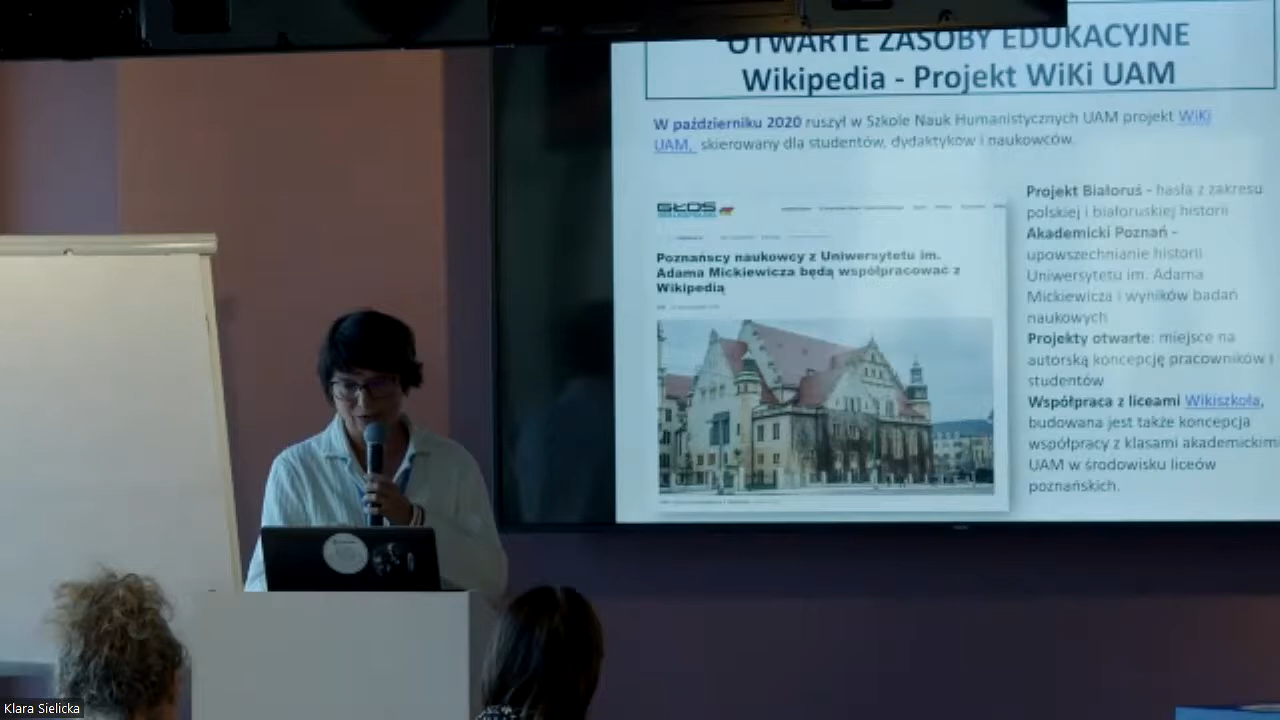 OTWARTE ZASOBY EDUKACYJNE
Wikipedia - Projekt WiKi UAM
W październiku 2020 ruszył w Szkole Nauk Humanistycznych UAM projekt WiKi
UAM, skierowany dla studentów, dydaktyków i naukowców.
GŁOS
Poznańscy naukowcy z Uniwersytetu im.
Adama Mickiewicza będą współpracować z
Wikipedią
Projekt Białoruś - hasła z zakresu
polskiej i białoruskiej historii
Akademicki Poznań -
upowszechnianie historii
Uniwersytetu im. Adama
Mickiewicza i wyników badań
naukowych
Projekty otwarte: miejsce na
autorską koncepcję pracowników i
studentów
Współpraca z liceami Wikiszkoła,
budowana jest także koncepcja
współpracy z klasami akademickim
UAM w środowisku liceów
poznańskich.
Klara Sielicka